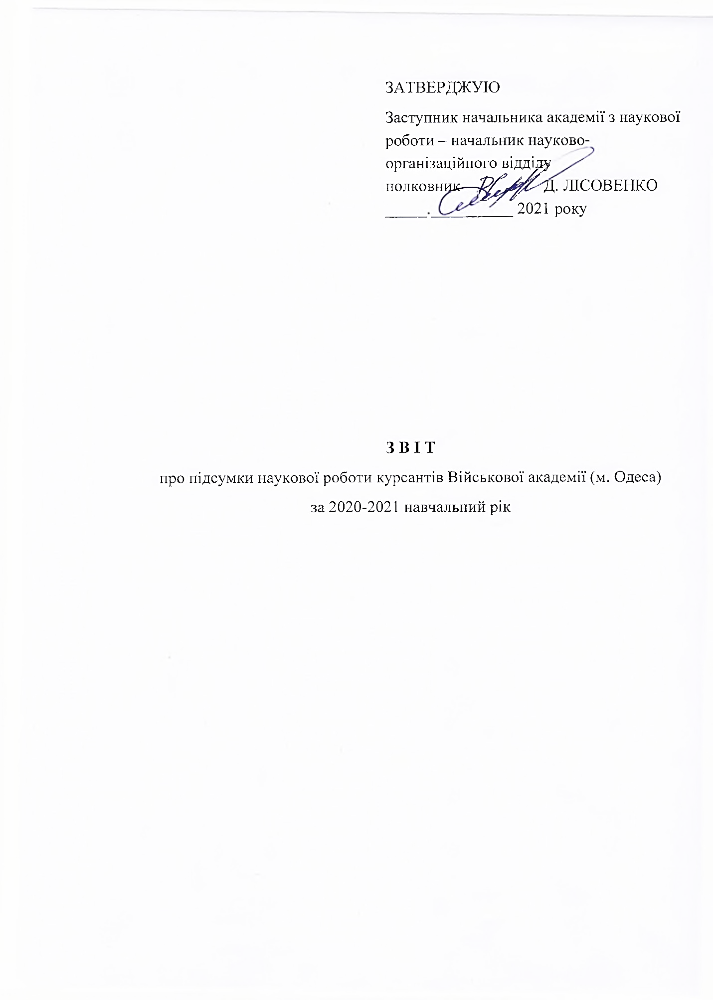 ЗАТВЕРДЖУЮ
Заступник начальника академії з наукової
роботи – начальник науково-
організаційного відділу
полковник Д. ЛІСОВЕНКО
_____.__________ 2021 року
З В І Т
про підсумки наукової роботи курсантів Військової академії (м. Одеса)
за 2020-2021 навчальний рік